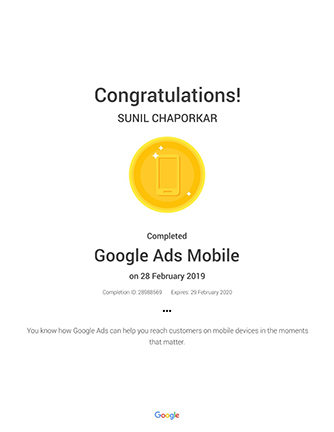 Congratulations!
SUNIL CHAPORKAR
Completed
Google Ads Mobile
on 28 February 2019
Completion ID: 28988569 Expires: 29 February 2020
•••
You know how Google Ads can help you reach customers on mobile devices in the moments
that matter.
Google